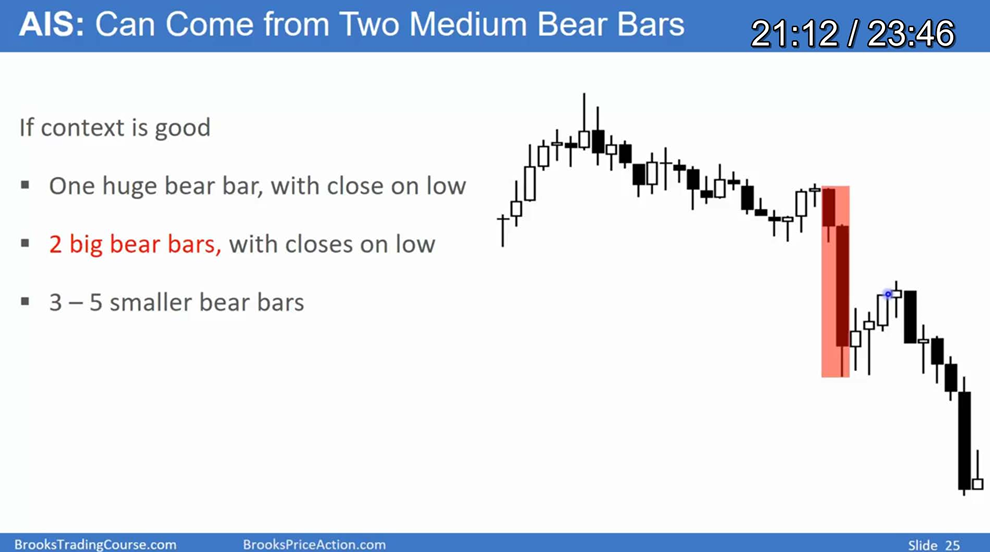 AIS: Can Come from Two Medium Bear Bars
21:12 / 23:46
If context is good
▪ One huge bear bar, with close on low
▪ 2 big bear bars, with closes on low
▪ 3 – 5 smaller bear bars
BrooksTradingCourse.com
BrooksPriceAction.com
Slide 25